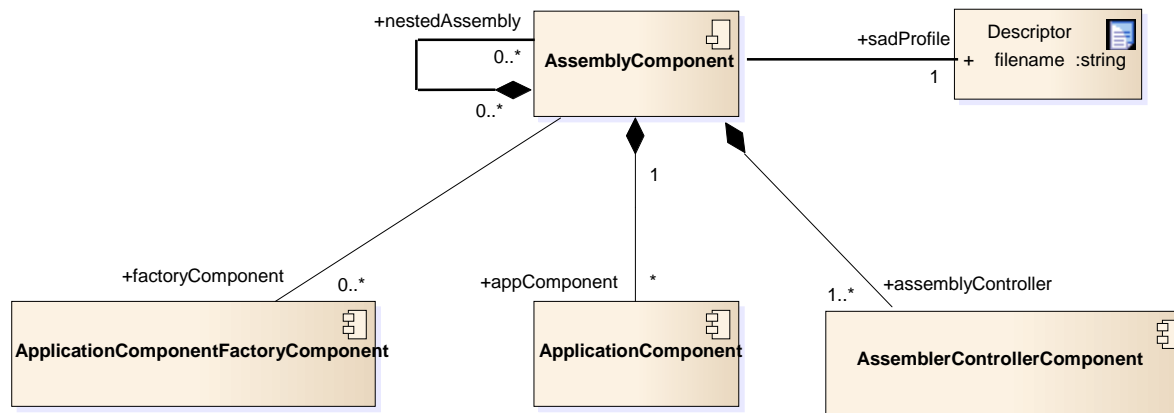 +nestedAssembly
0..*
AssemblyComponent
0..*
+sadProfile
1
Descriptor
+ filename :string
1
+factoryComponent
0..*
+appComponent
*
+assemblyController
1..*
ApplicationComponentFactoryComponent
ApplicationComponent
AssemblerControllerComponent